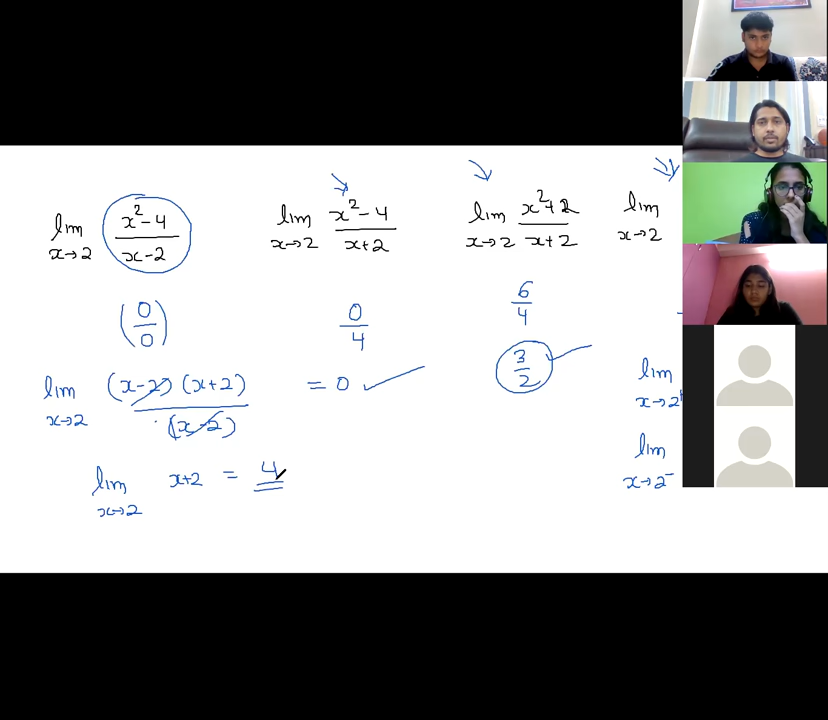 lim x→2 (x²-4)/(x-2)
(0/0)
lim x→2 (x-2)(x+2)/(x-2)
lim x→2 x+2 = 4
lim x→2 (x²-4)/(x+2)
0/4
= 0
lim x→2 (x²+2)/(x+2)
6/4
3/2
lim x→2
lim x→2⁺
lim x→2⁻